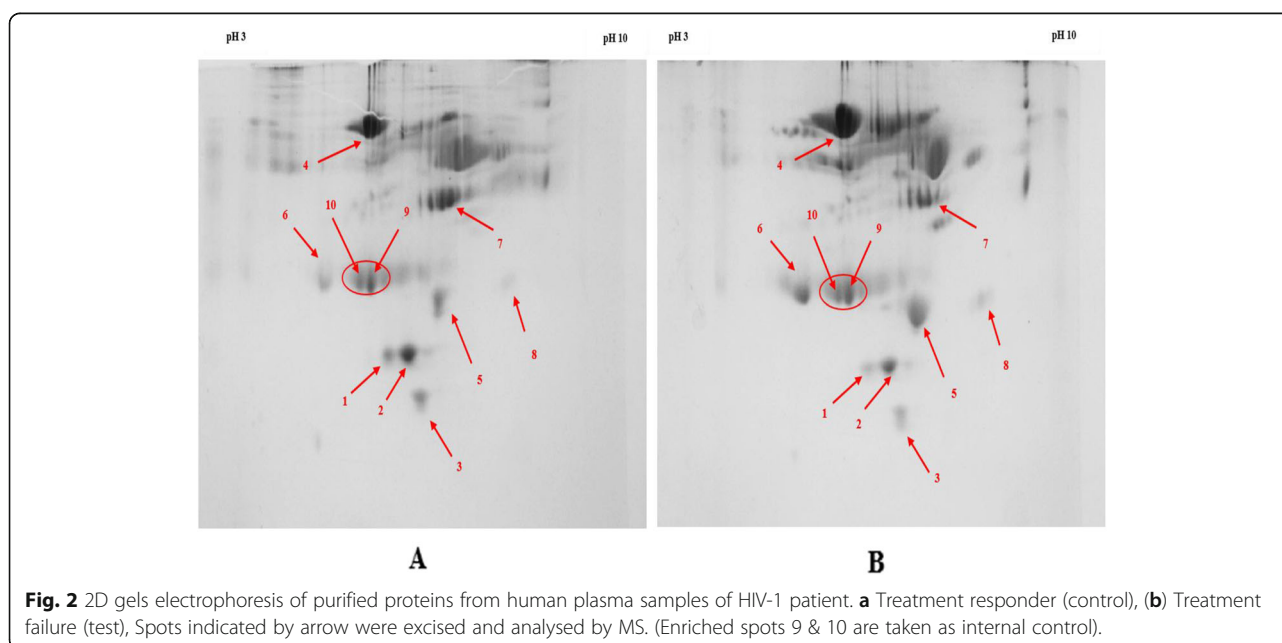 pH 3
pH 10
pH 3
pH 10
4
10
9
6
7
8
5
1
2
3
4
10
9
6
7
8
5
1
2
3
A
B
Fig. 2 2D gels electrophoresis of purified proteins from human plasma samples of HIV-1 patient. a Treatment responder (control), (b) Treatment
failure (test), Spots indicated by arrow were excised and analysed by MS. (Enriched spots 9 & 10 are taken as internal control).